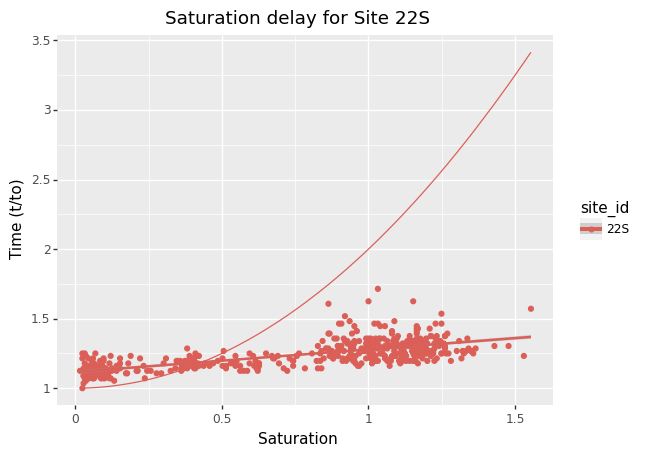 Saturation delay for Site 22S
3.5
3
2.5
2
1.5
1
Time (t/to)
0
0.5
1
1.5
Saturation
site_id
22S